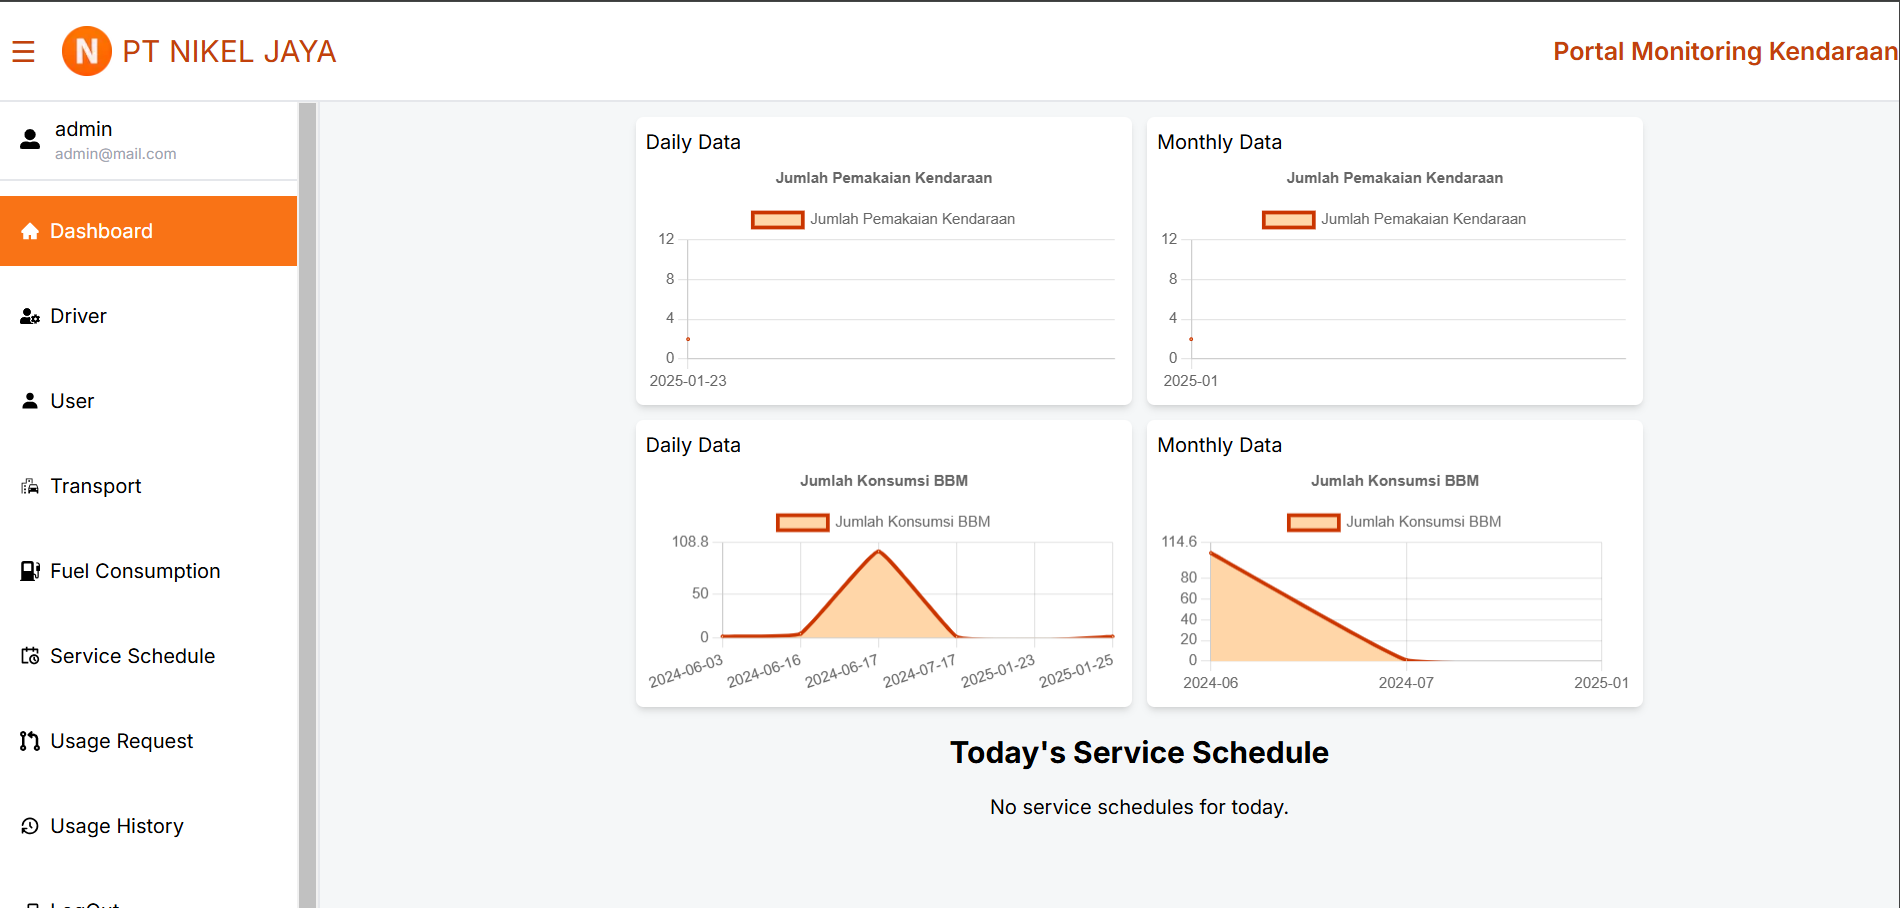 ☰ N PT NIKEL JAYA
Portal Monitoring Kendaraan
admin
admin@mail.com
Dashboard
Driver
User
Transport
Fuel Consumption
Service Schedule
Usage Request
Usage History
LogOut
Daily Data
Jumlah Pemakaian Kendaraan
Jumlah Pemakaian Kendaraan
12
8
4
0
2025-01-23
Monthly Data
Jumlah Pemakaian Kendaraan
Jumlah Pemakaian Kendaraan
12
8
4
0
2025-01
Daily Data
Jumlah Konsumsi BBM
Jumlah Konsumsi BBM
108.8
50
0
2024-06-03 2024-06-16 2024-06-17 2024-07-17 2025-01-23 2025-01-25
Monthly Data
Jumlah Konsumsi BBM
Jumlah Konsumsi BBM
114.6
80
60
40
20
0
2024-06 2024-07 2025-01
Today's Service Schedule
No service schedules for today.